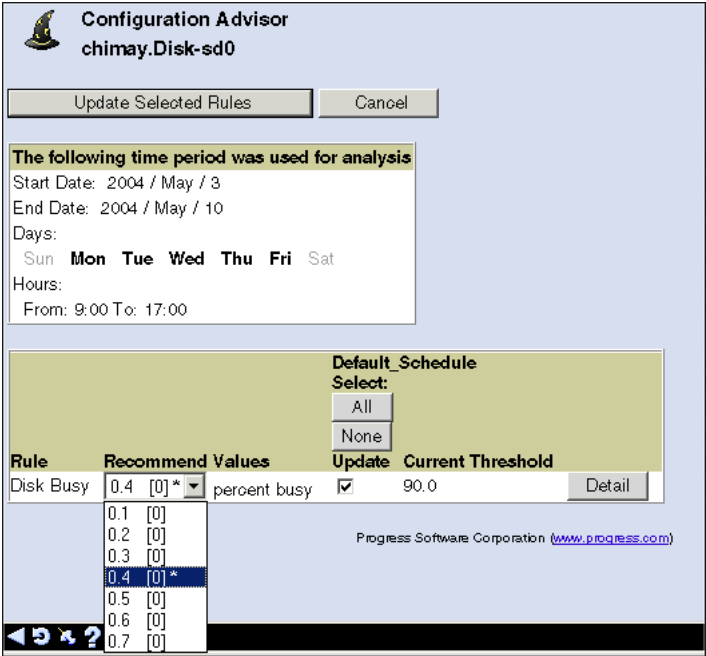 Configuration Advisor
chimay.Disk-sd0
Update Selected Rules Cancel
The following time period was used for analysis
Start Date: 2004 / May / 3
End Date: 2004 / May / 10
Days:
Sun Mon Tue Wed Thu Fri Sat
Hours:
From: 9:00 To: 17:00
Default_Schedule
Select:
All
None
Rule Recommend Values Update Current Threshold
Disk Busy 0.4 [0] * percent busy 90.0 Detail
0.1 [0]
0.2 [0]
0.3 [0]
0.4 [0] *
0.5 [0]
0.6 [0]
0.7 [0]
Progress Software Corporation (www.progress.com)
?